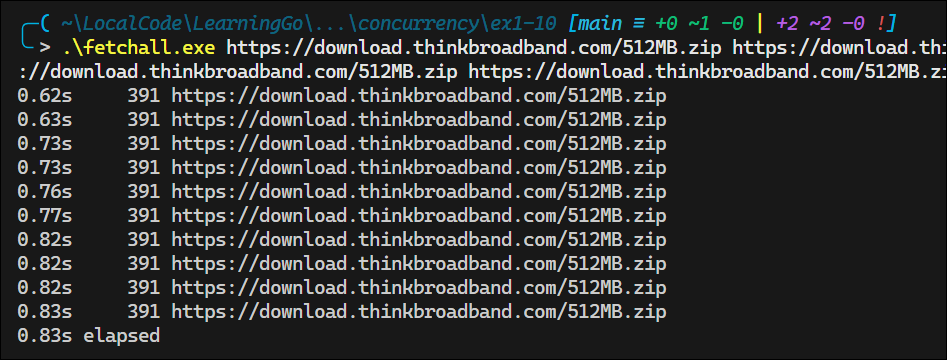 ( ~\LocalCode\LearningGo\...\concurrency\ex1-10 [main ≡ +0 ~1 -0 | +2 ~2 -0 !]
> .\fetchall.exe https://download.thinkbroadband.com/512MB.zip https://download.thi
://download.thinkbroadband.com/512MB.zip https://download.thinkbroadband.com/512MB.zi
0.62s     391 https://download.thinkbroadband.com/512MB.zip
0.63s     391 https://download.thinkbroadband.com/512MB.zip
0.73s     391 https://download.thinkbroadband.com/512MB.zip
0.73s     391 https://download.thinkbroadband.com/512MB.zip
0.76s     391 https://download.thinkbroadband.com/512MB.zip
0.77s     391 https://download.thinkbroadband.com/512MB.zip
0.82s     391 https://download.thinkbroadband.com/512MB.zip
0.82s     391 https://download.thinkbroadband.com/512MB.zip
0.82s     391 https://download.thinkbroadband.com/512MB.zip
0.83s     391 https://download.thinkbroadband.com/512MB.zip
0.83s elapsed